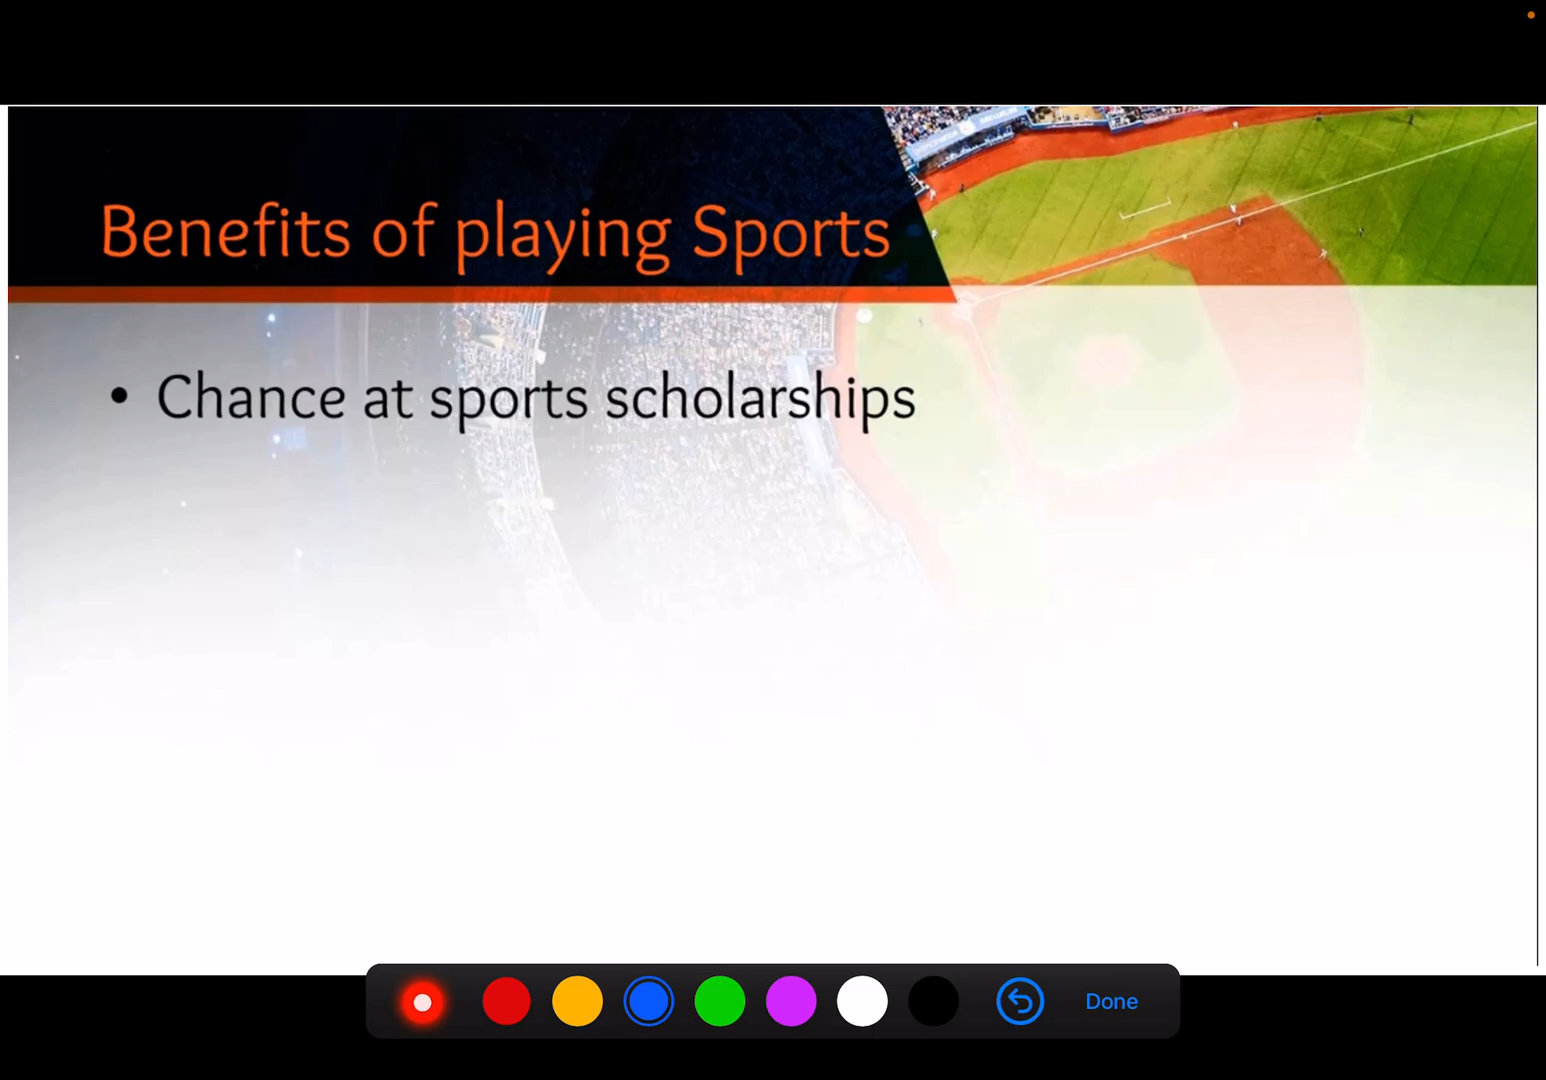 Benefits of playing Sports
• Chance at sports scholarships
Done